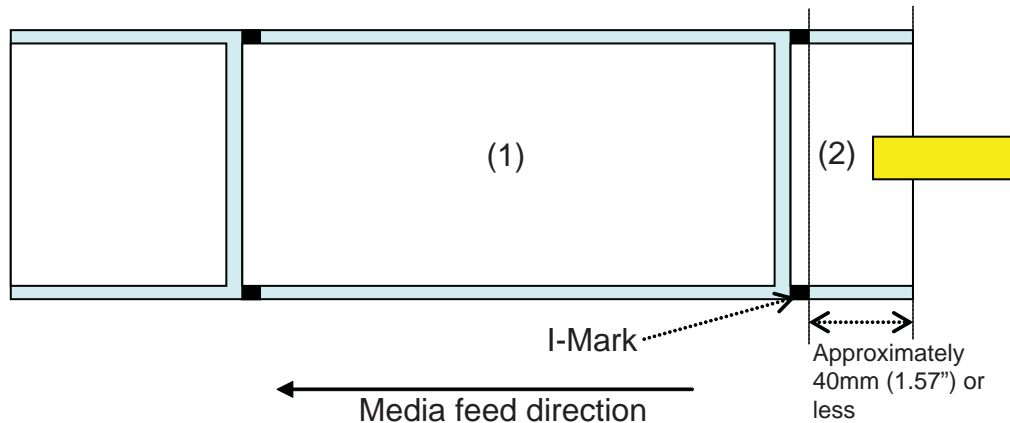 (1)
(2)
I-Mark
Approximately
40mm (1.57”) or
less
Media feed direction